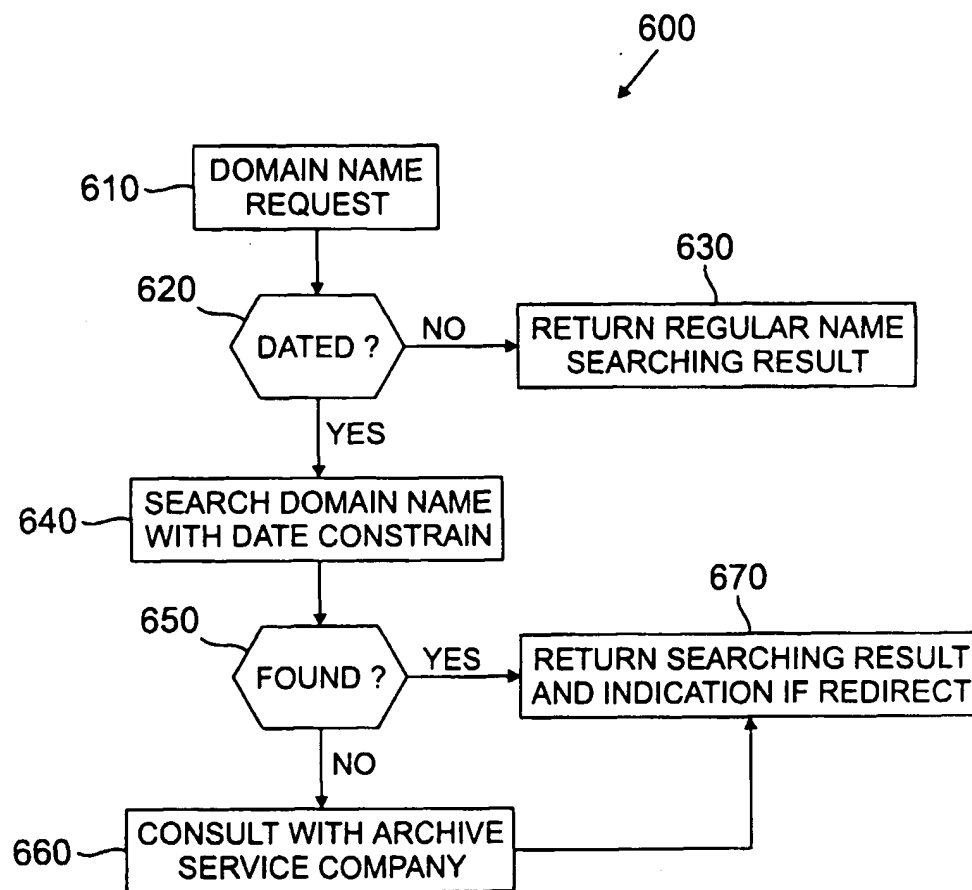 600
DOMAIN NAME
REQUEST
610
620
DATED ?
NO
630
RETURN REGULAR NAME
SEARCHING RESULT
YES
640
SEARCH DOMAIN NAME
WITH DATE CONSTRAIN
650
FOUND ?
YES
670
RETURN SEARCHING RESULT
AND INDICATION IF REDIRECT
NO
660
CONSULT WITH ARCHIVE
SERVICE COMPANY